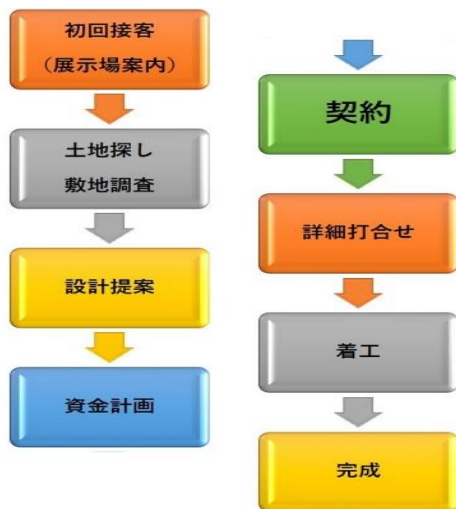 初回接客
(展示場案内)
土地探し
敷地調査
設計提案
資金計画
契約
詳細打合せ
着工
完成